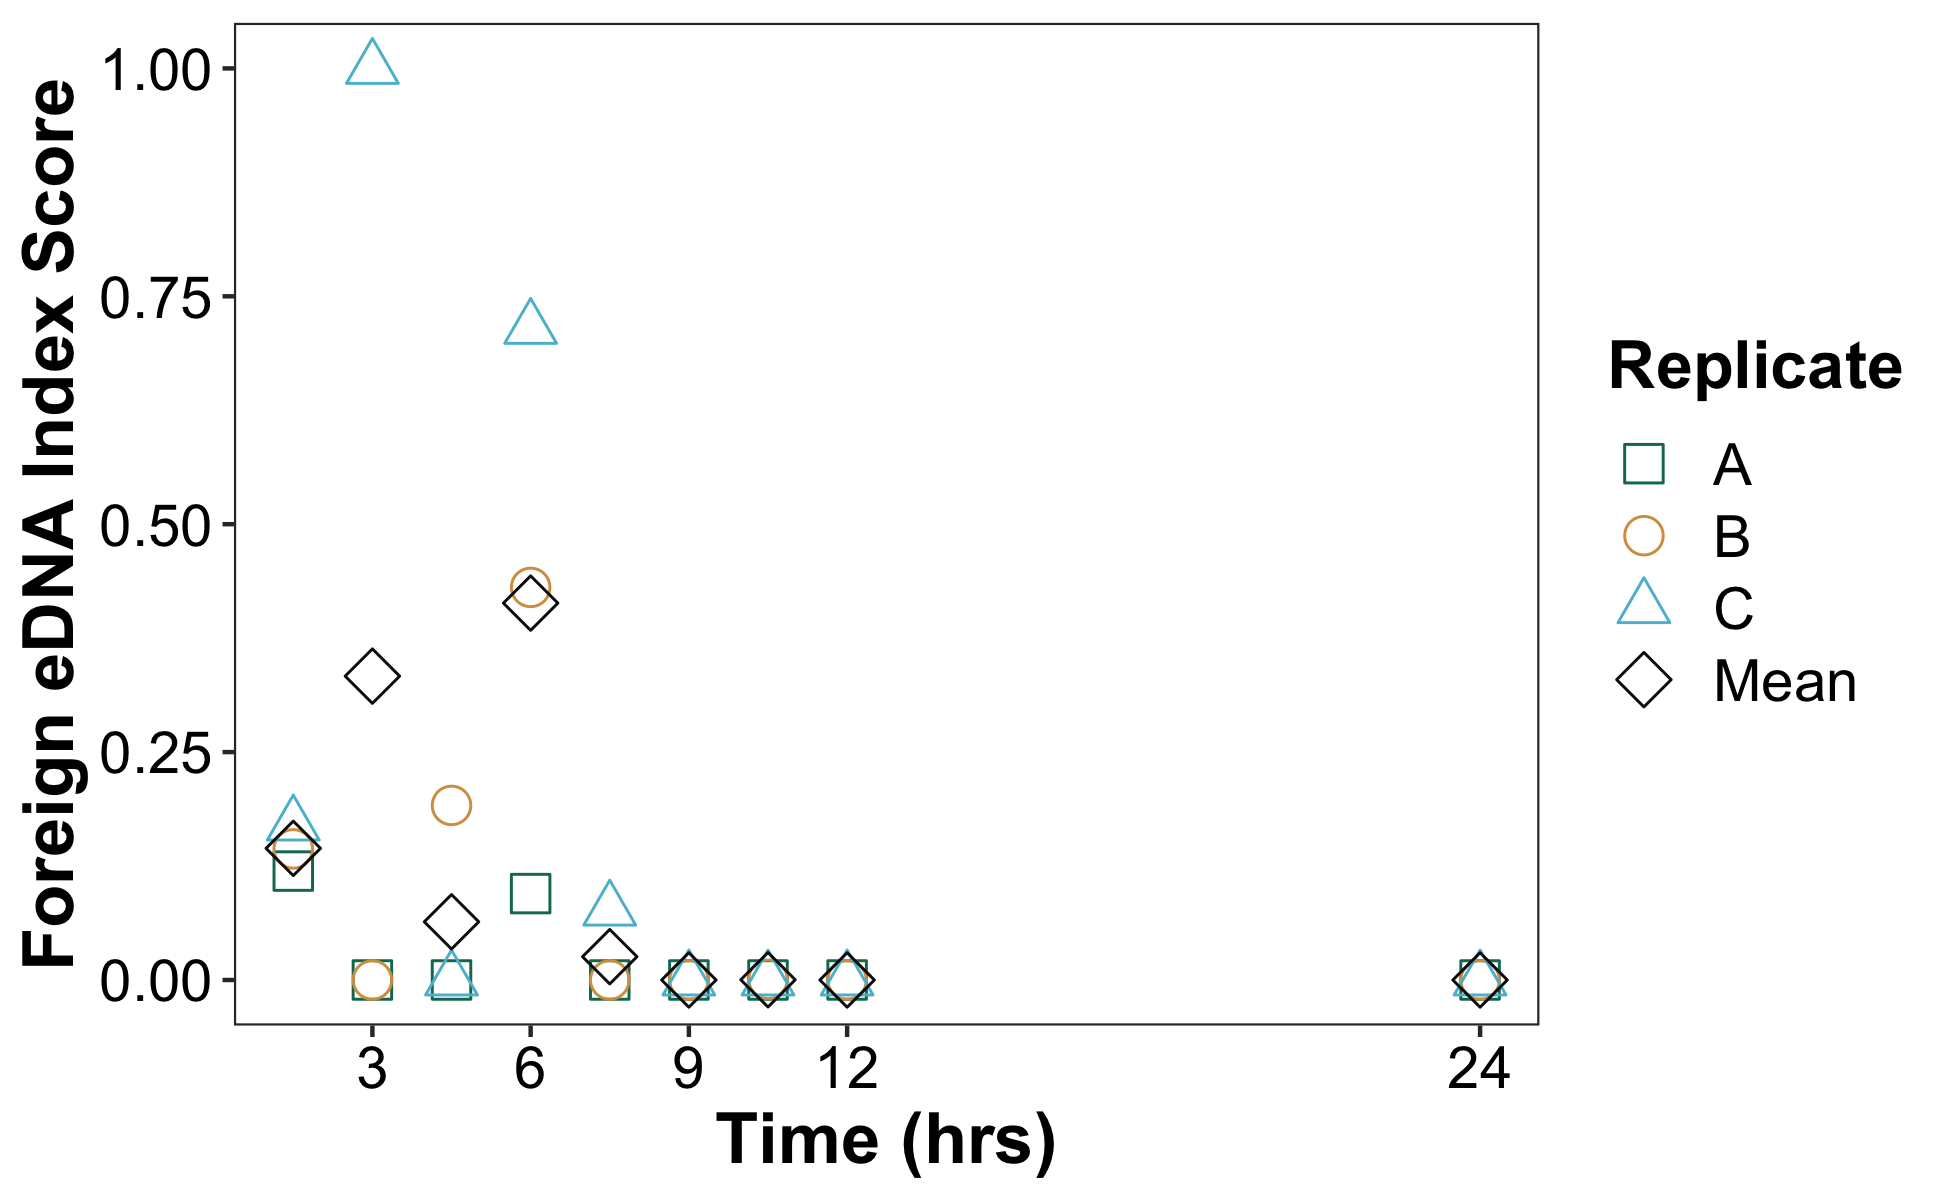 Foreign eDNA Index Score
1.00
0.75
0.50
0.25
0.00
3 6 9 12 24
Time (hrs)
Replicate
A
B
C
Mean